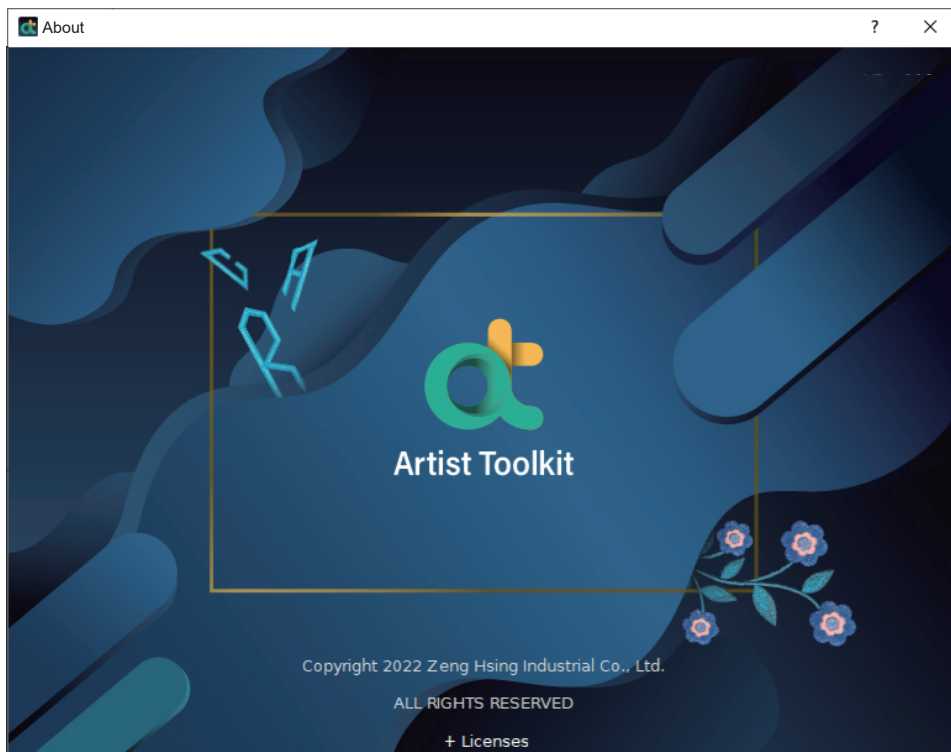 About
Artist Toolkit
Copyright 2022 Zeng Hsing Industrial Co., Ltd.
ALL RIGHTS RESERVED
+ Licenses